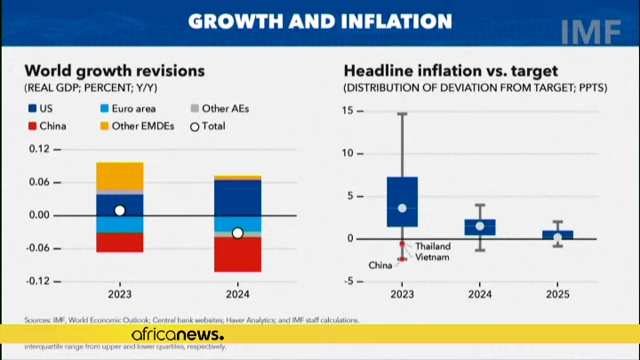 GROWTH AND INFLATION
IMF
World growth revisions
(REAL GDP; PERCENT; Y/Y)
US
Euro area
Other AEs
China
Other EMDEs
Total
0.12
0.06
0.00
-0.06
-0.12
2023
2024
Headline inflation vs. target
(DISTRIBUTION OF DEVIATION FROM TARGET; PPTS)
15
10
5
0
-5
Thailand
Vietnam
China
2023
2024
2025
Sources: IMF, World Economic Outlook; Central bank websites; Haver Analytics; and IMF staff calculations.
africanews.
interquartile range from upper and lower quartiles, respectively.